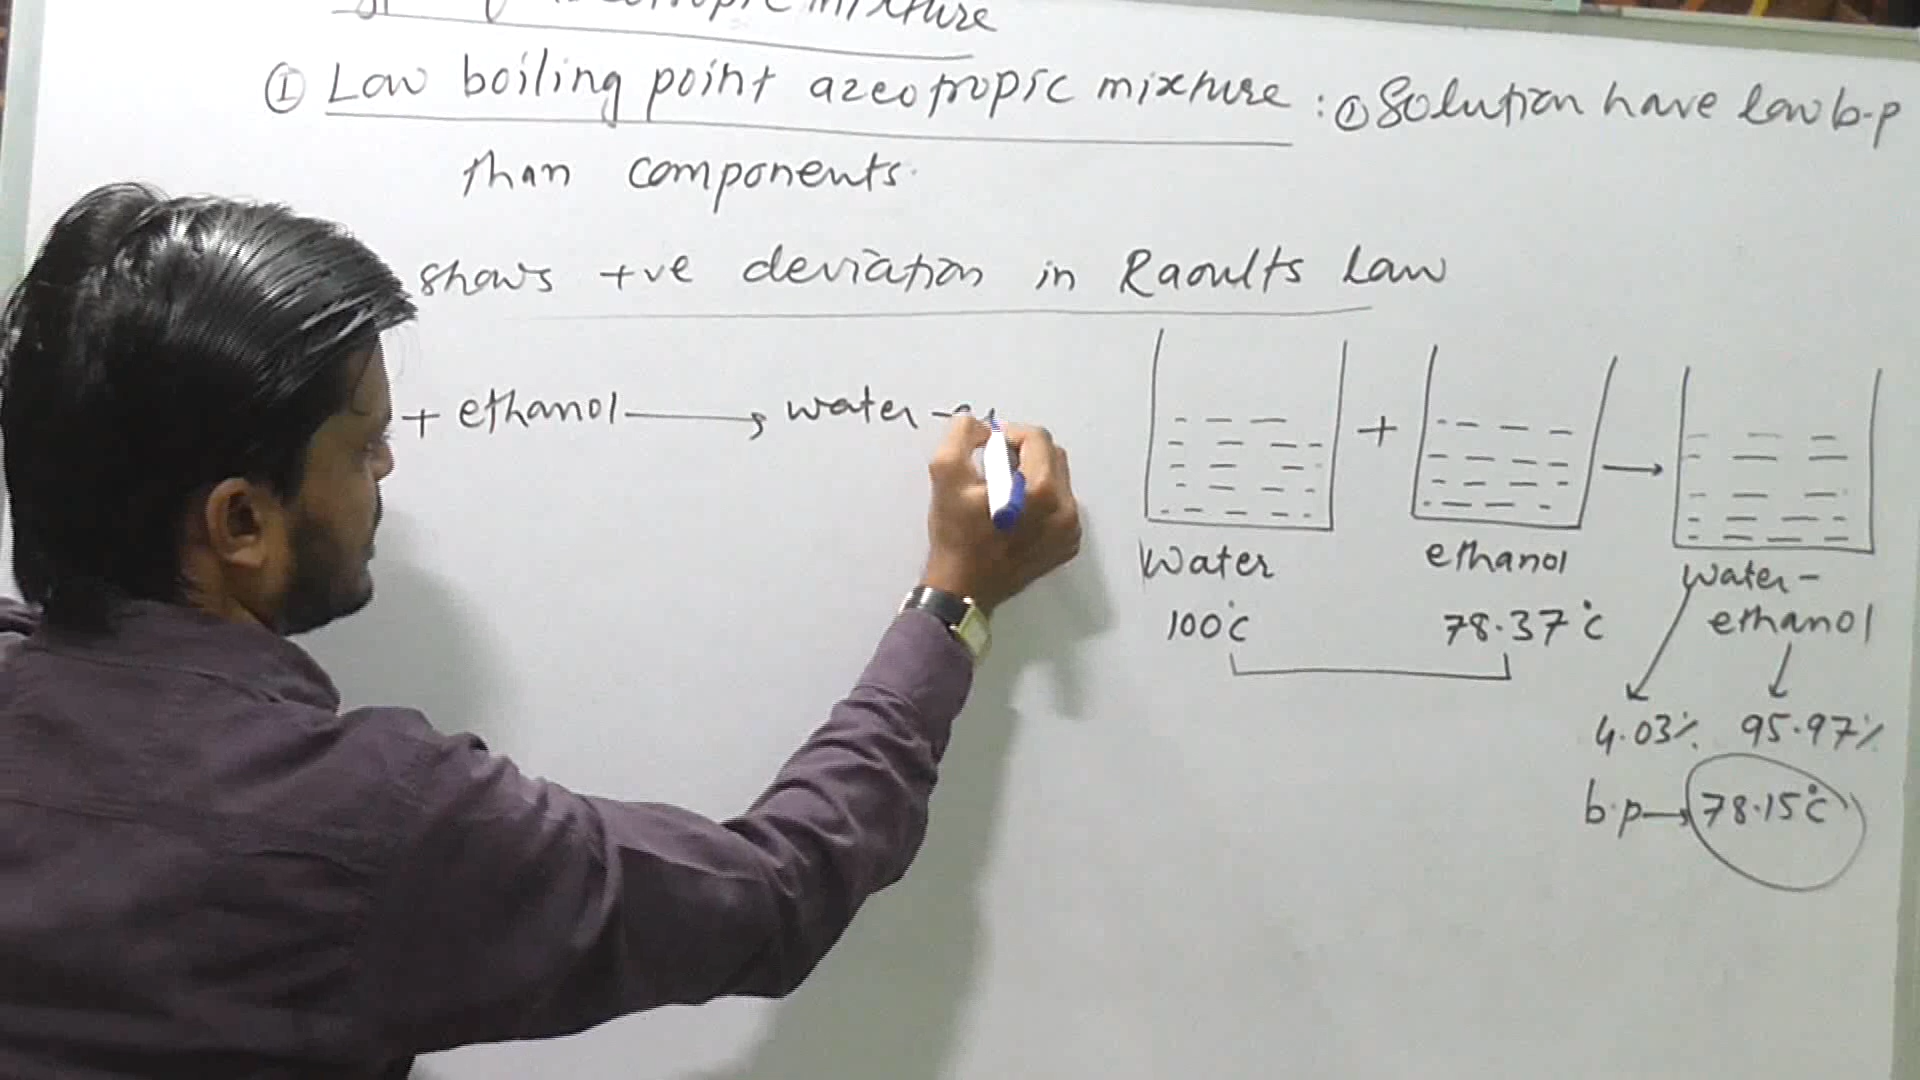 mixture
① Low boiling point azeotropic mixture : ① Solution have low b.p
than components.
shows +ve deviation in Raoults Law
+ ethanol → water -
+ →
Water ethanol water-
ethanol
100°C 78.37°C
4.03% 95.97%
b.p → 78.15°C